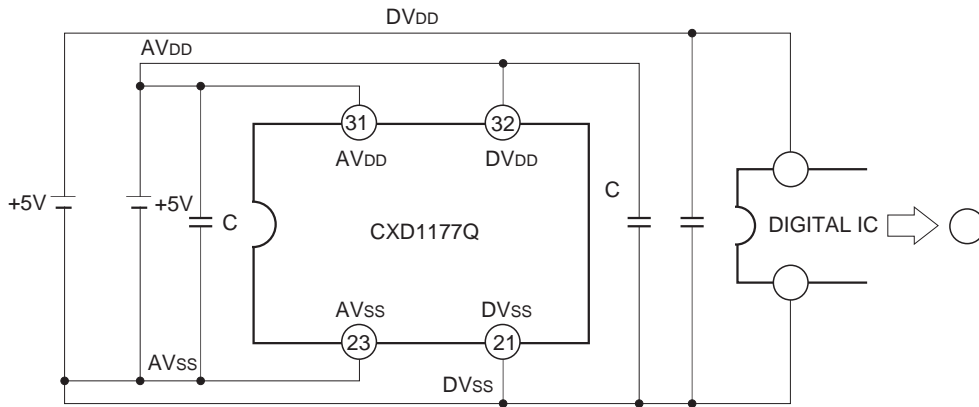 DVDD
AVDD
31
32
AVDD
DVDD
+5V
+5V
C
CXD1177Q
C
DIGITAL IC
AVSS
DVSS
23
21
AVSS
DVSS